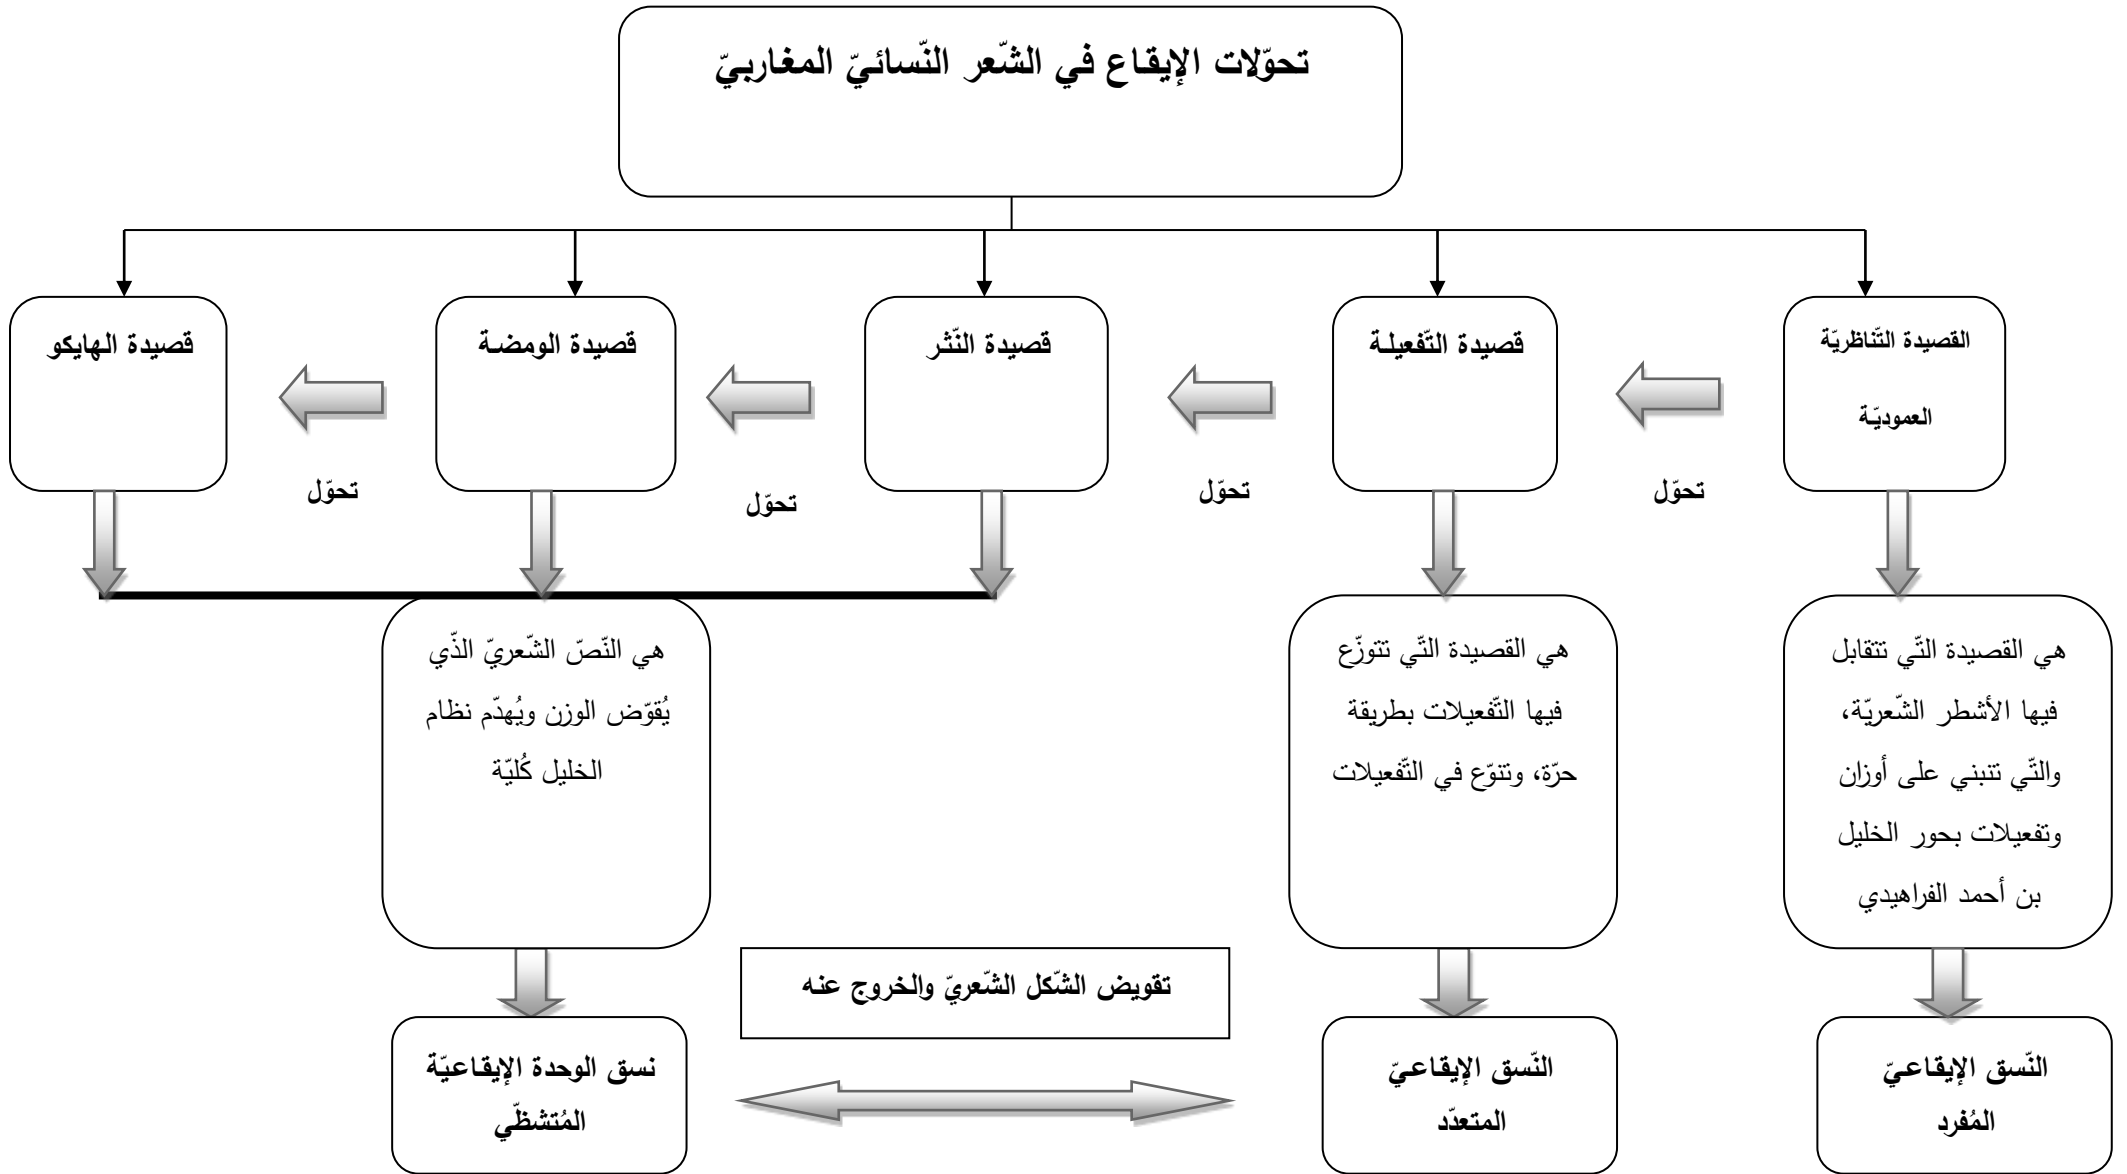 تحوّلات الإيقاع في الشّعر النّسائيّ المغاربيّ
القصيدة التّناظريّة
العموديّة
تحوّل
قصيدة التّفعيلة
تحوّل
قصيدة النّثر
تحوّل
قصيدة الومضة
تحوّل
قصيدة الهايكو
هي القصيدة التّي تتقابل
فيها الأشطر الشّعريّة،
والتّي تنبني على أوزان
وتفعيلات بحور الخليل
بن أحمد الفراهيدي
هي القصيدة التّي تتوزّع
فيها التّفعيلات بطريقة
حرّة، وتنوّع في التّفعيلات
هي النّصّ الشّعريّ الذّي
يُقوّض الوزن ويُهدّم نظام
الخليل كُليّة
النّسق الإيقاعيّ
المُفرد
النّسق الإيقاعيّ
المتعدّد
تقويض الشّكل الشّعريّ والخروج عنه
نسق الوحدة الإيقاعيّة
المُتشظّي